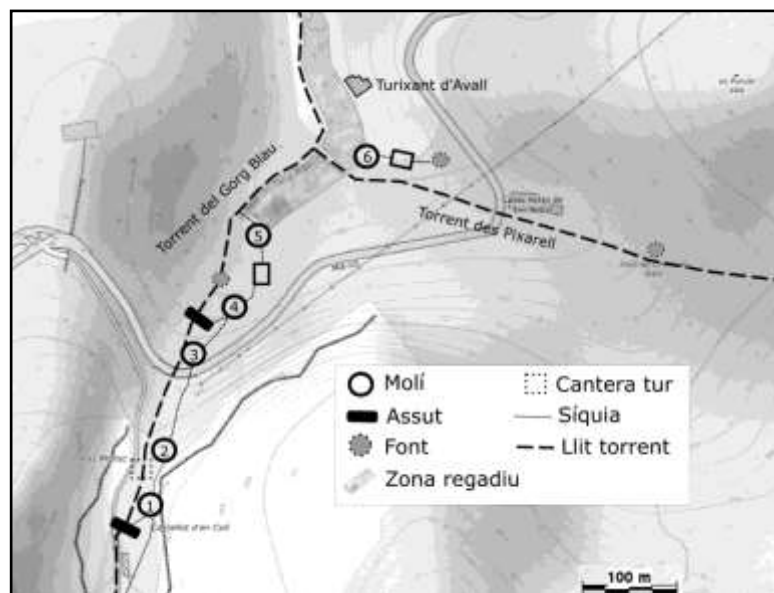 Turixant d'Avall
6
Torrent del Gorg Blau
Torrent des Pixarell
5
4
3
2
1
Molí
Cantera tur
Assut
Síquia
Font
Llit torrent
Zona regadiu
100 m